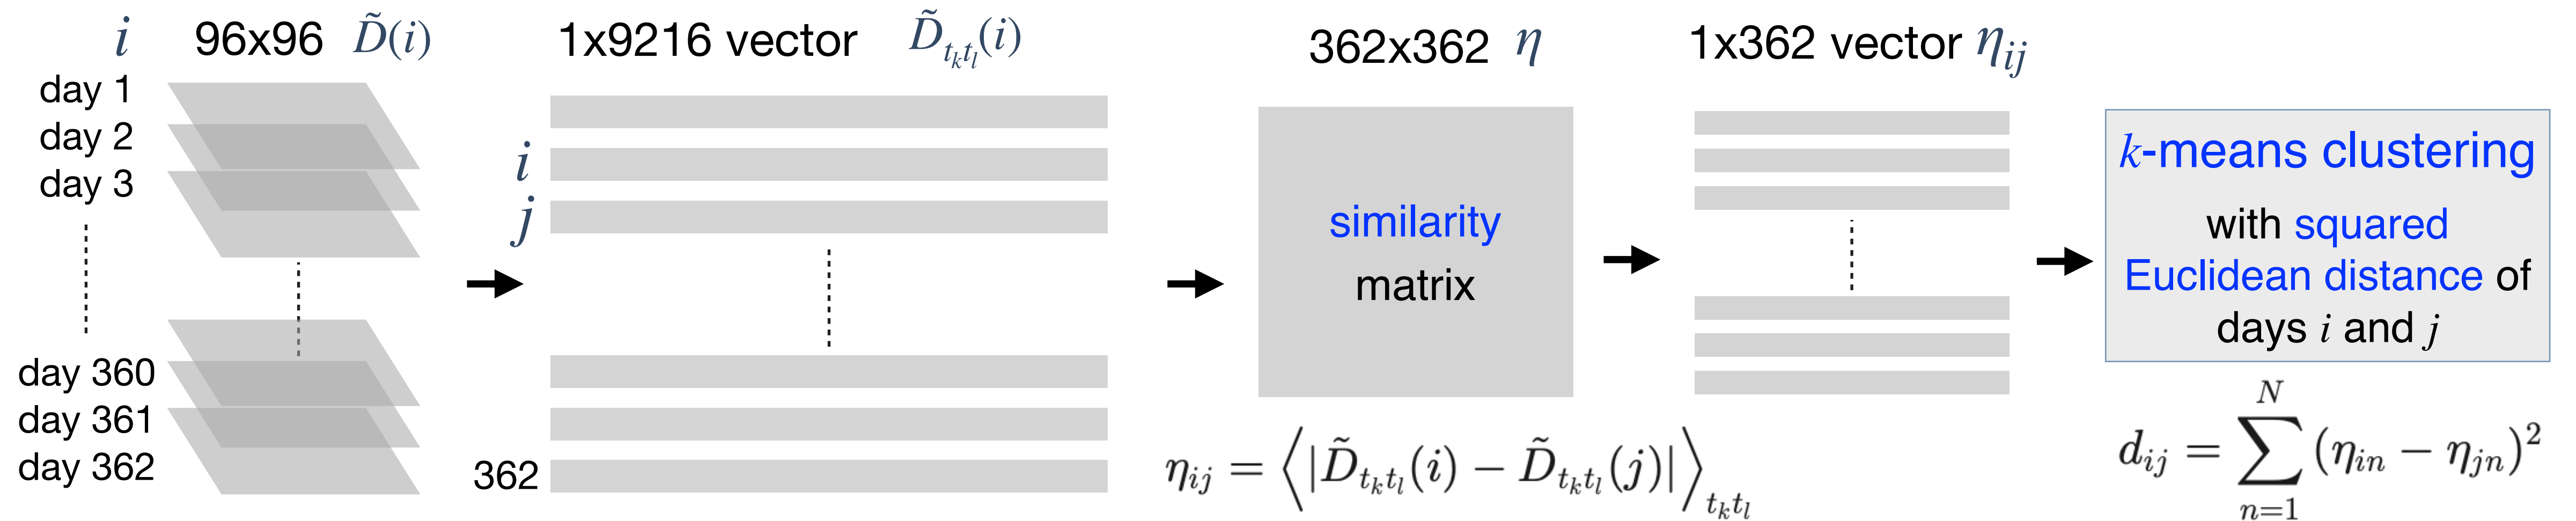 i 96x96 D̃(i)
day 1
day 2
day 3
day 360
day 361
day 362
1x9216 vector D̃_{t_k t_l}(i)
i
j
362
362x362 η
similarity
matrix
η_{ij} = ⟨|D̃_{t_k t_l}(i) − D̃_{t_k t_l}(j)|⟩_{t_k t_l}
1x362 vector η_{ij}
k-means clustering
with squared
Euclidean distance of
days i and j
d_{ij} = ∑_{n=1}^{N} (η_{in} − η_{jn})²